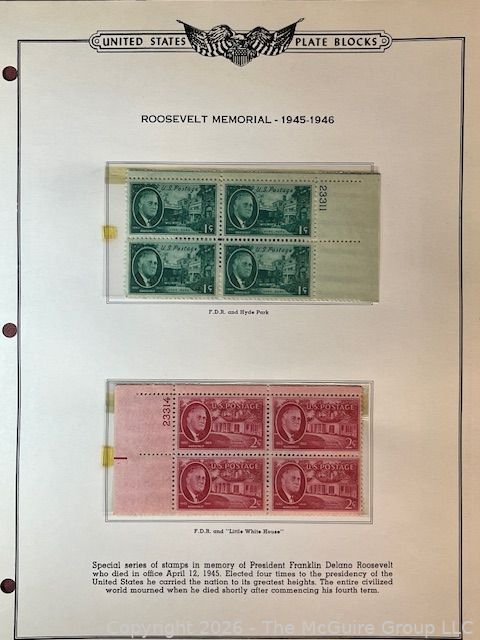 UNITED STATES PLATE BLOCKS
ROOSEVELT MEMORIAL - 1945-1946
23311
U.S. Postage U.S. Postage
1¢ 1¢
U.S. Postage U.S. Postage
1¢ 1¢
F.D.R. and Hyde Park
23314
U.S. POSTAGE U.S. POSTAGE
2¢ 2¢
U.S. POSTAGE U.S. POSTAGE
2¢ 2¢
F.D.R. and "Little White House"
Special series of stamps in memory of President Franklin Delano Roosevelt
who died in office April 12, 1945. Elected four times to the presidency of the
United States he carried the nation to its greatest heights. The entire civilized
world mourned when he died shortly after commencing his fourth term.
Copyright 2026 - The McGuire Group LLC